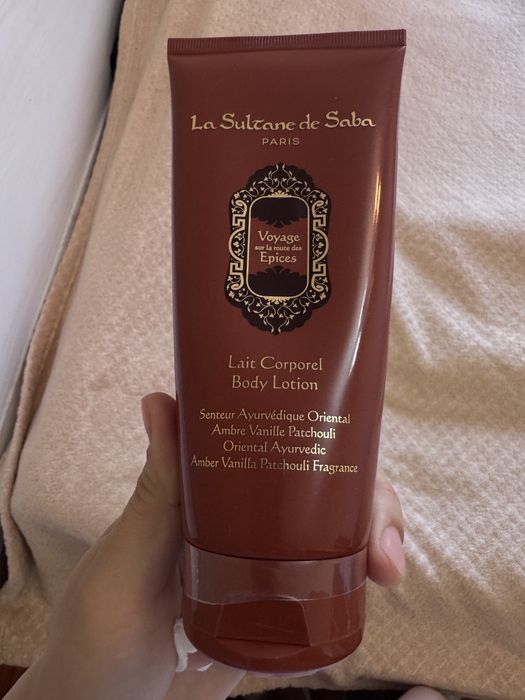 La Sultane de Saba
PARIS
Voyage
sur la route des
Epices
Lait Corporel
Body Lotion
Senteur Ayurvédique Oriental
Ambre Vanille Patchouli
Oriental Ayurvedic
Amber Vanilla Patchouli Fragrance